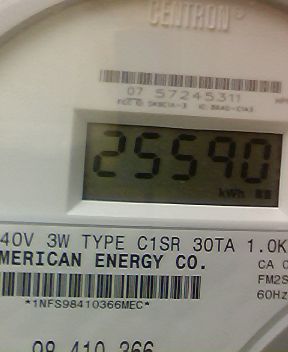 CENTRON®
07 57245311
25590
kWh
40V 3W TYPE C1SR 30TA 1.0K
MERICAN ENERGY CO.
CA 0
FM2S
60Hz
*1NFS98410366MEC*
98 410 366